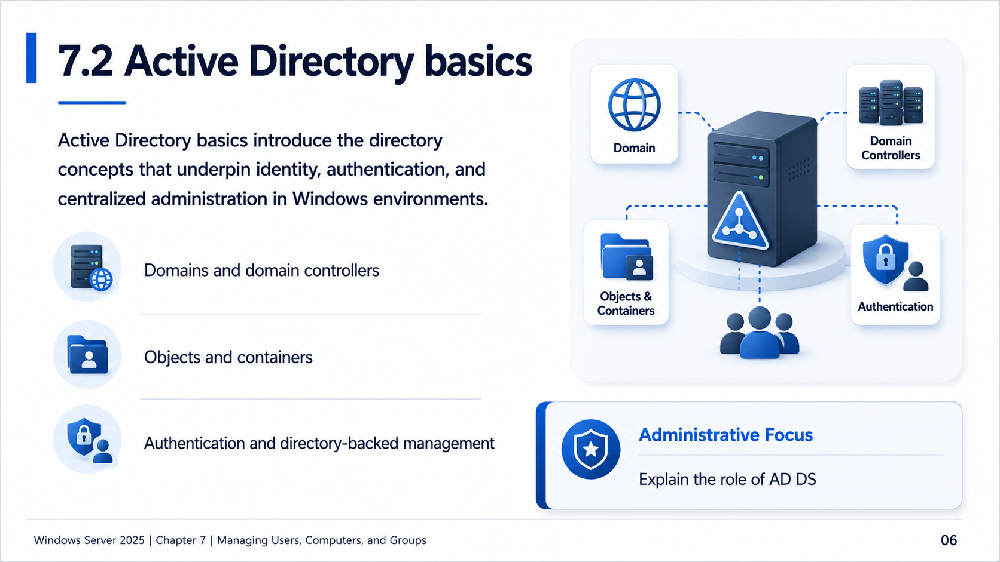 7.2 Active Directory basics
Active Directory basics introduce the directory
concepts that underpin identity, authentication, and
centralized administration in Windows environments.
Domains and domain controllers
Objects and containers
Authentication and directory-backed management
Domain
Domain
Controllers
Objects &
Containers
Authentication
Administrative Focus
Explain the role of AD DS
Windows Server 2025 | Chapter 7 | Managing Users, Computers, and Groups
06